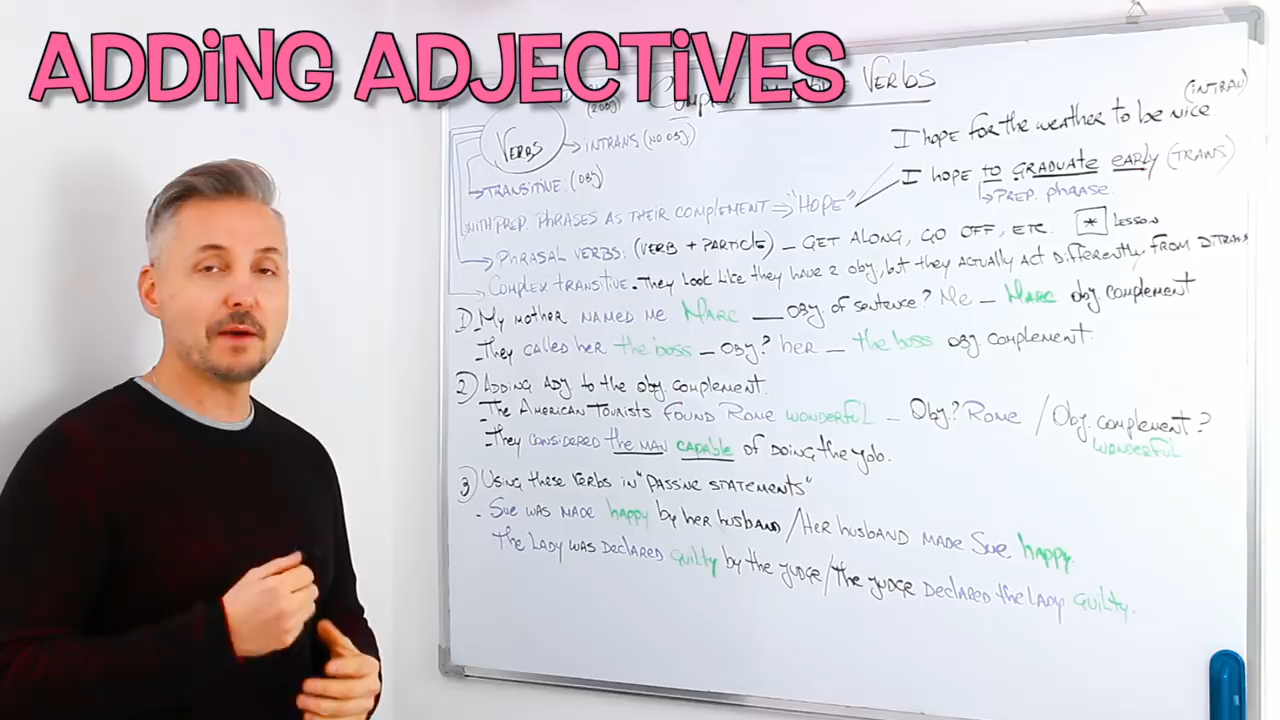 ADDiNG ADJECTiVES
VERBS
(2 OBJ)
VERBS
INTRANS (NO OBJ)
TRANSITIVE (OBJ)
WITH PREP. PHRASES AS THEIR COMPLEMENT ⇒ "HOPE"
I HOPE FOR THE WEATHER TO BE NICE (INTRAN)
I HOPE TO GRADUATE EARLY (TRANS)
PREP. phrase.
PHRASAL VERBS: (VERB + PARTICLE) – GET ALONG, GO OFF, ETC. * LESSON
COMPLEX TRANSITIVE - They look like they have 2 obj, but they actually act differently from DITRANS
1) - My mother NAMED me MARC — OBJ. of sentence? Me – MARC obj. complement
- They CALLED her the boss – OBJ? her – the boss obj complement.
2) ADDING ADJ. to the obj. complement.
- The AMERICAN TOURISTS FOUND ROME WONDERFUL – Obj? ROME / Obj. complement?
WONDERFUL
- They CONSIDERED the MAN CAPABLE of DOING the job.
3) USING these VERBS in "PASSIVE STATEMENTS"
- SUE WAS MADE happy by her HUSBAND / HER HUSBAND MADE SUE happy
The LADY WAS DECLARED GUILTY by the JUDGE / the JUDGE DECLARED the LADY GUILTY.